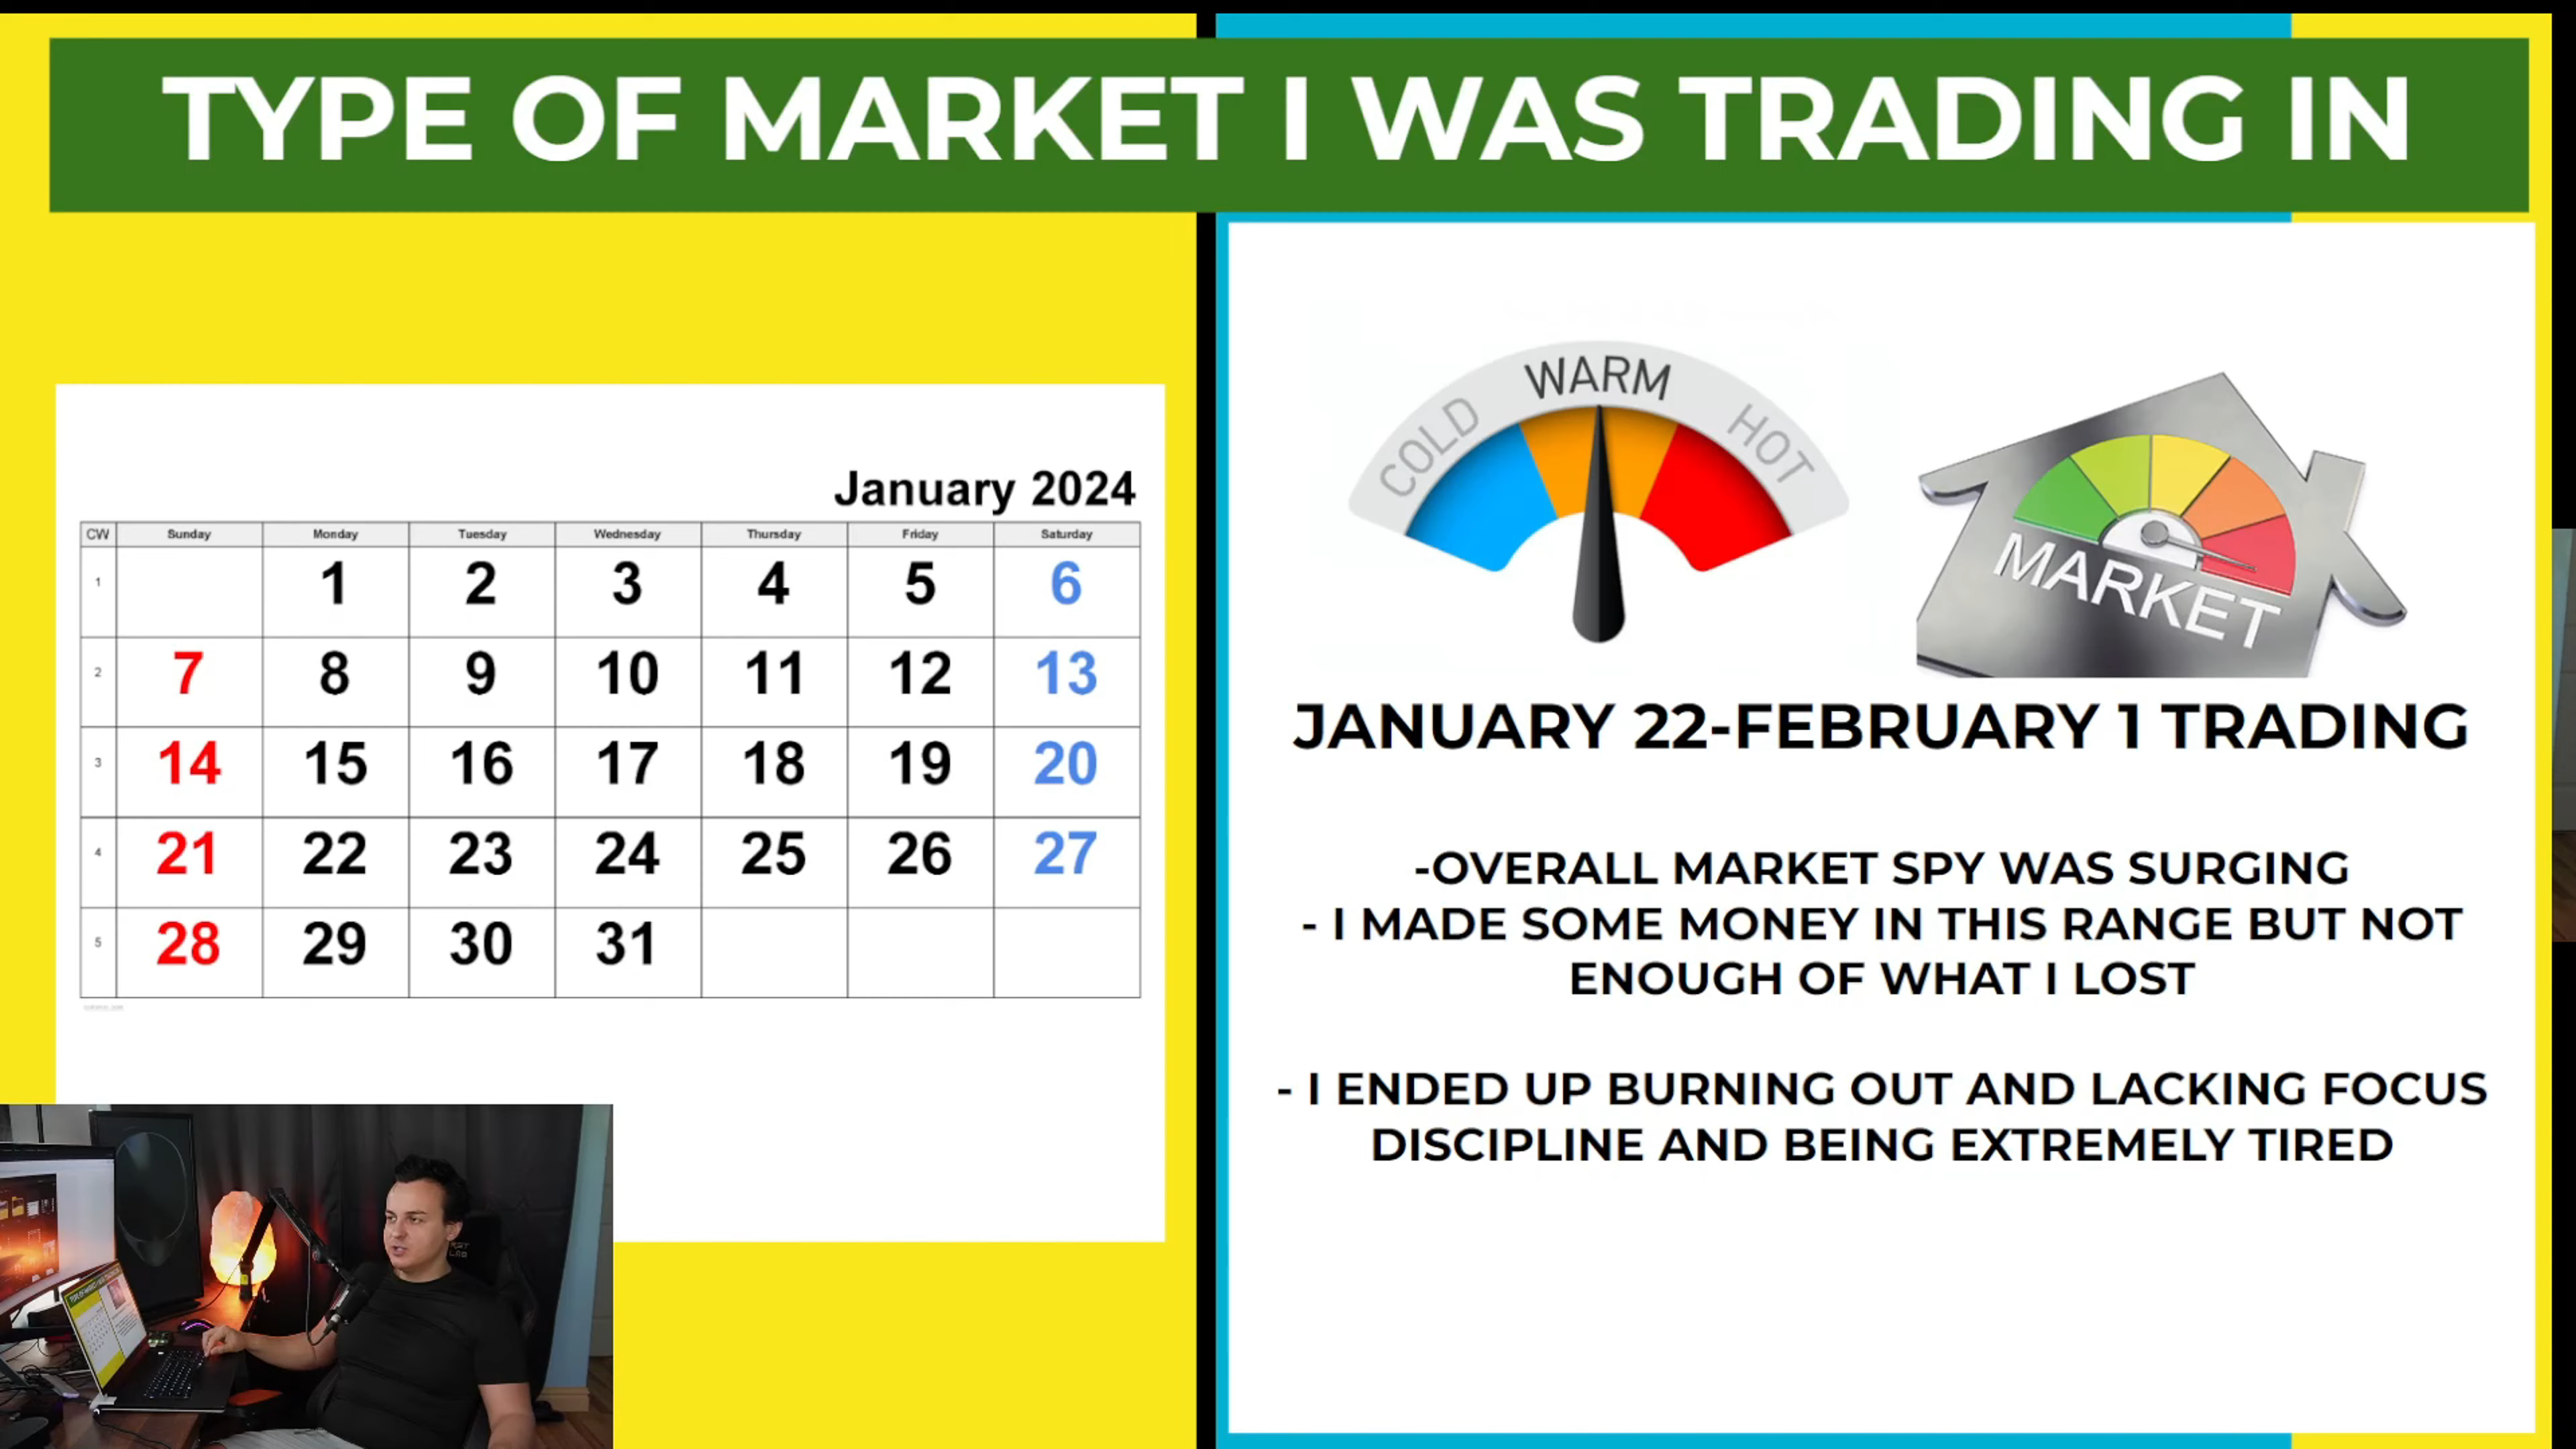 TYPE OF MARKET I WAS TRADING IN
January 2024
CW Sunday Monday Tuesday Wednesday Thursday Friday Saturday
1 1 2 3 4 5 6
2 7 8 9 10 11 12 13
3 14 15 16 17 18 19 20
4 21 22 23 24 25 26 27
5 28 29 30 31
COLD WARM HOT
MARKET
JANUARY 22-FEBRUARY 1 TRADING
-OVERALL MARKET SPY WAS SURGING
- I MADE SOME MONEY IN THIS RANGE BUT NOT
ENOUGH OF WHAT I LOST
- I ENDED UP BURNING OUT AND LACKING FOCUS
DISCIPLINE AND BEING EXTREMELY TIRED